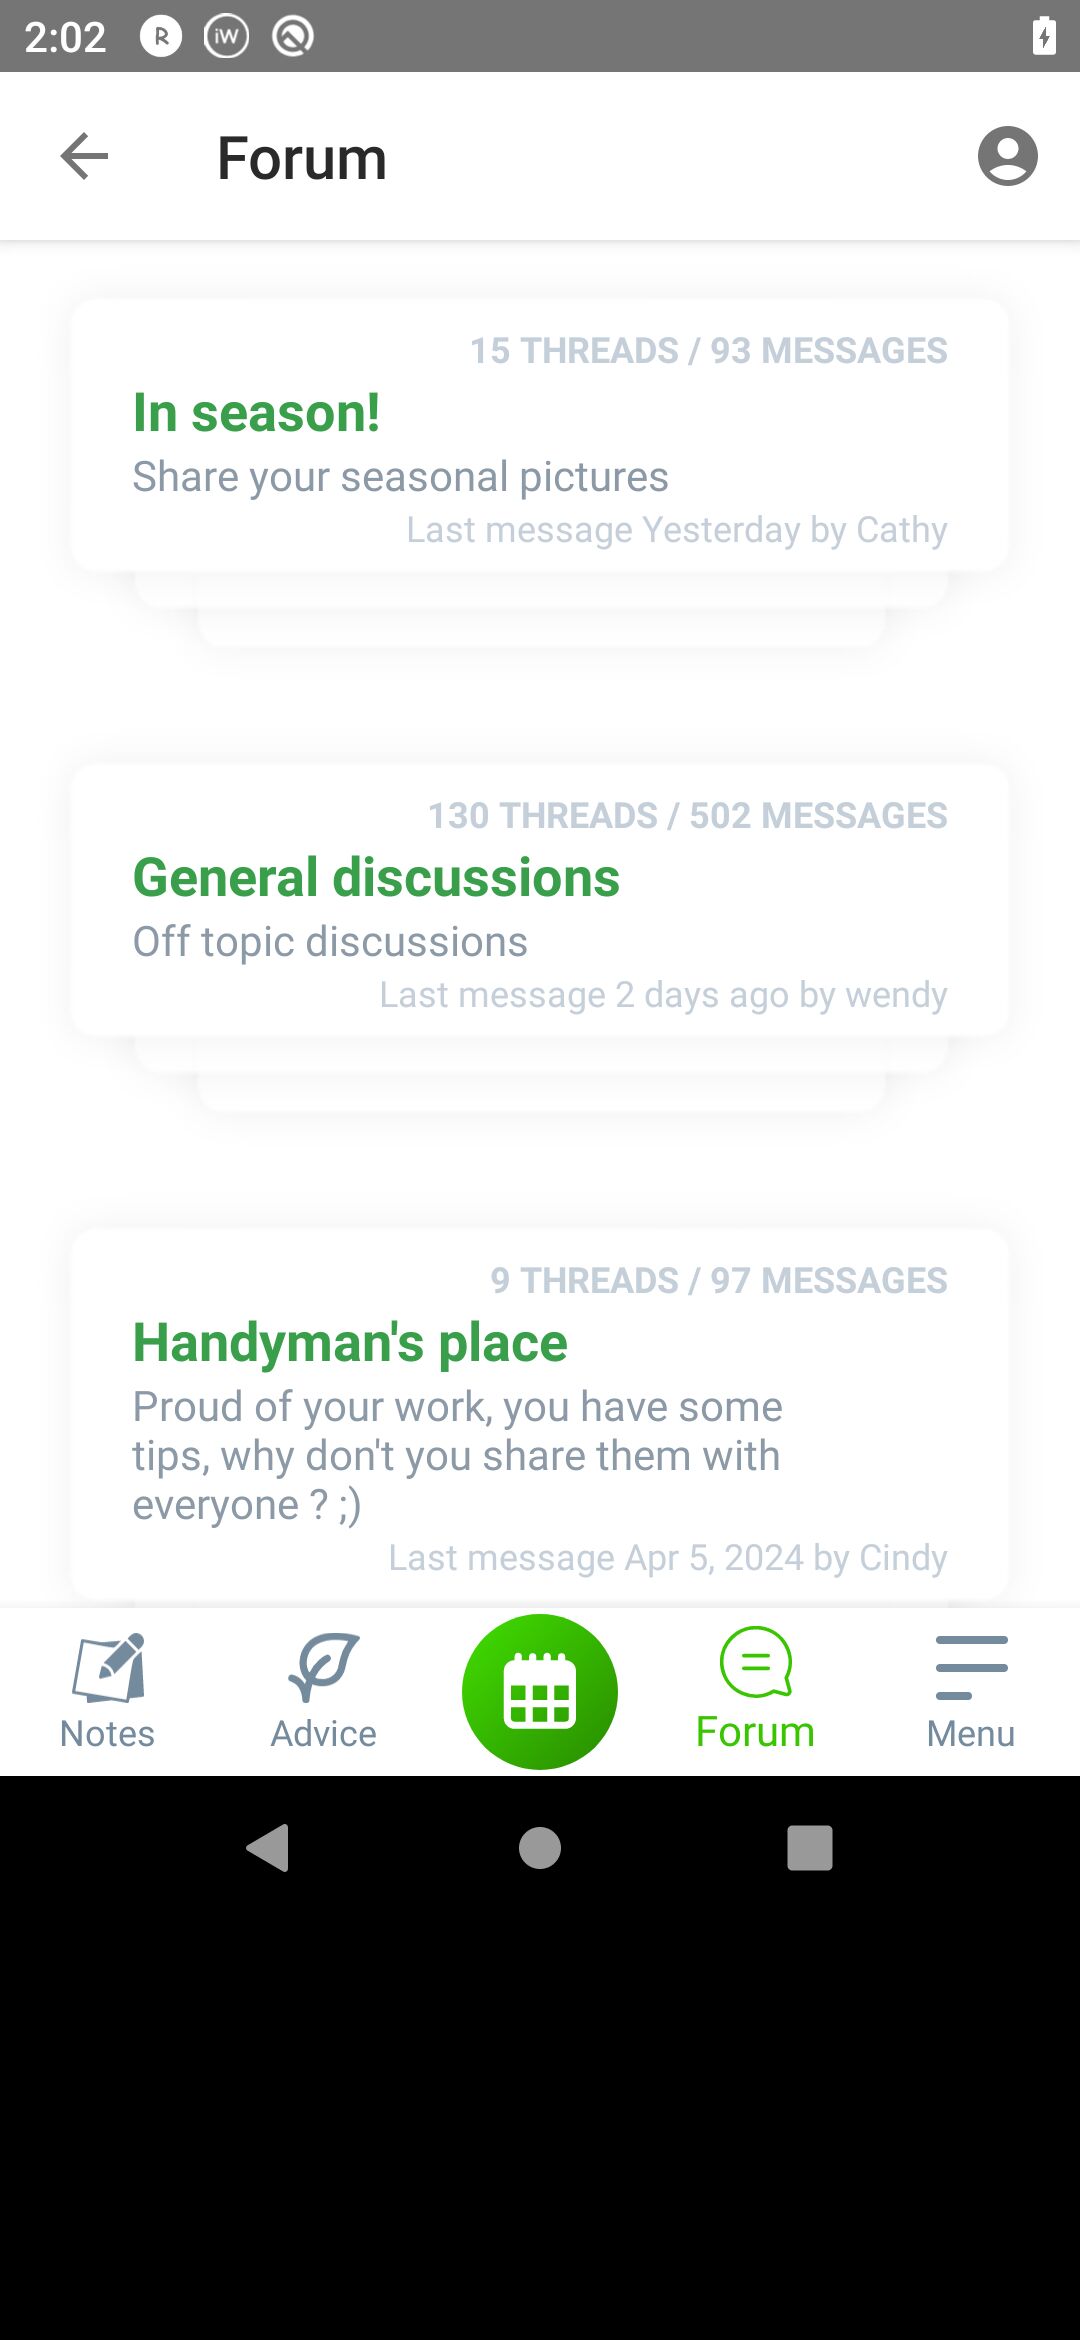 2:02
R iW
Forum
15 THREADS / 93 MESSAGES
In season!
Share your seasonal pictures
Last message Yesterday by Cathy
130 THREADS / 502 MESSAGES
General discussions
Off topic discussions
Last message 2 days ago by wendy
9 THREADS / 97 MESSAGES
Handyman's place
Proud of your work, you have some
tips, why don't you share them with
everyone ? ;)
Last message Apr 5, 2024 by Cindy
Notes
Advice
Forum
Menu